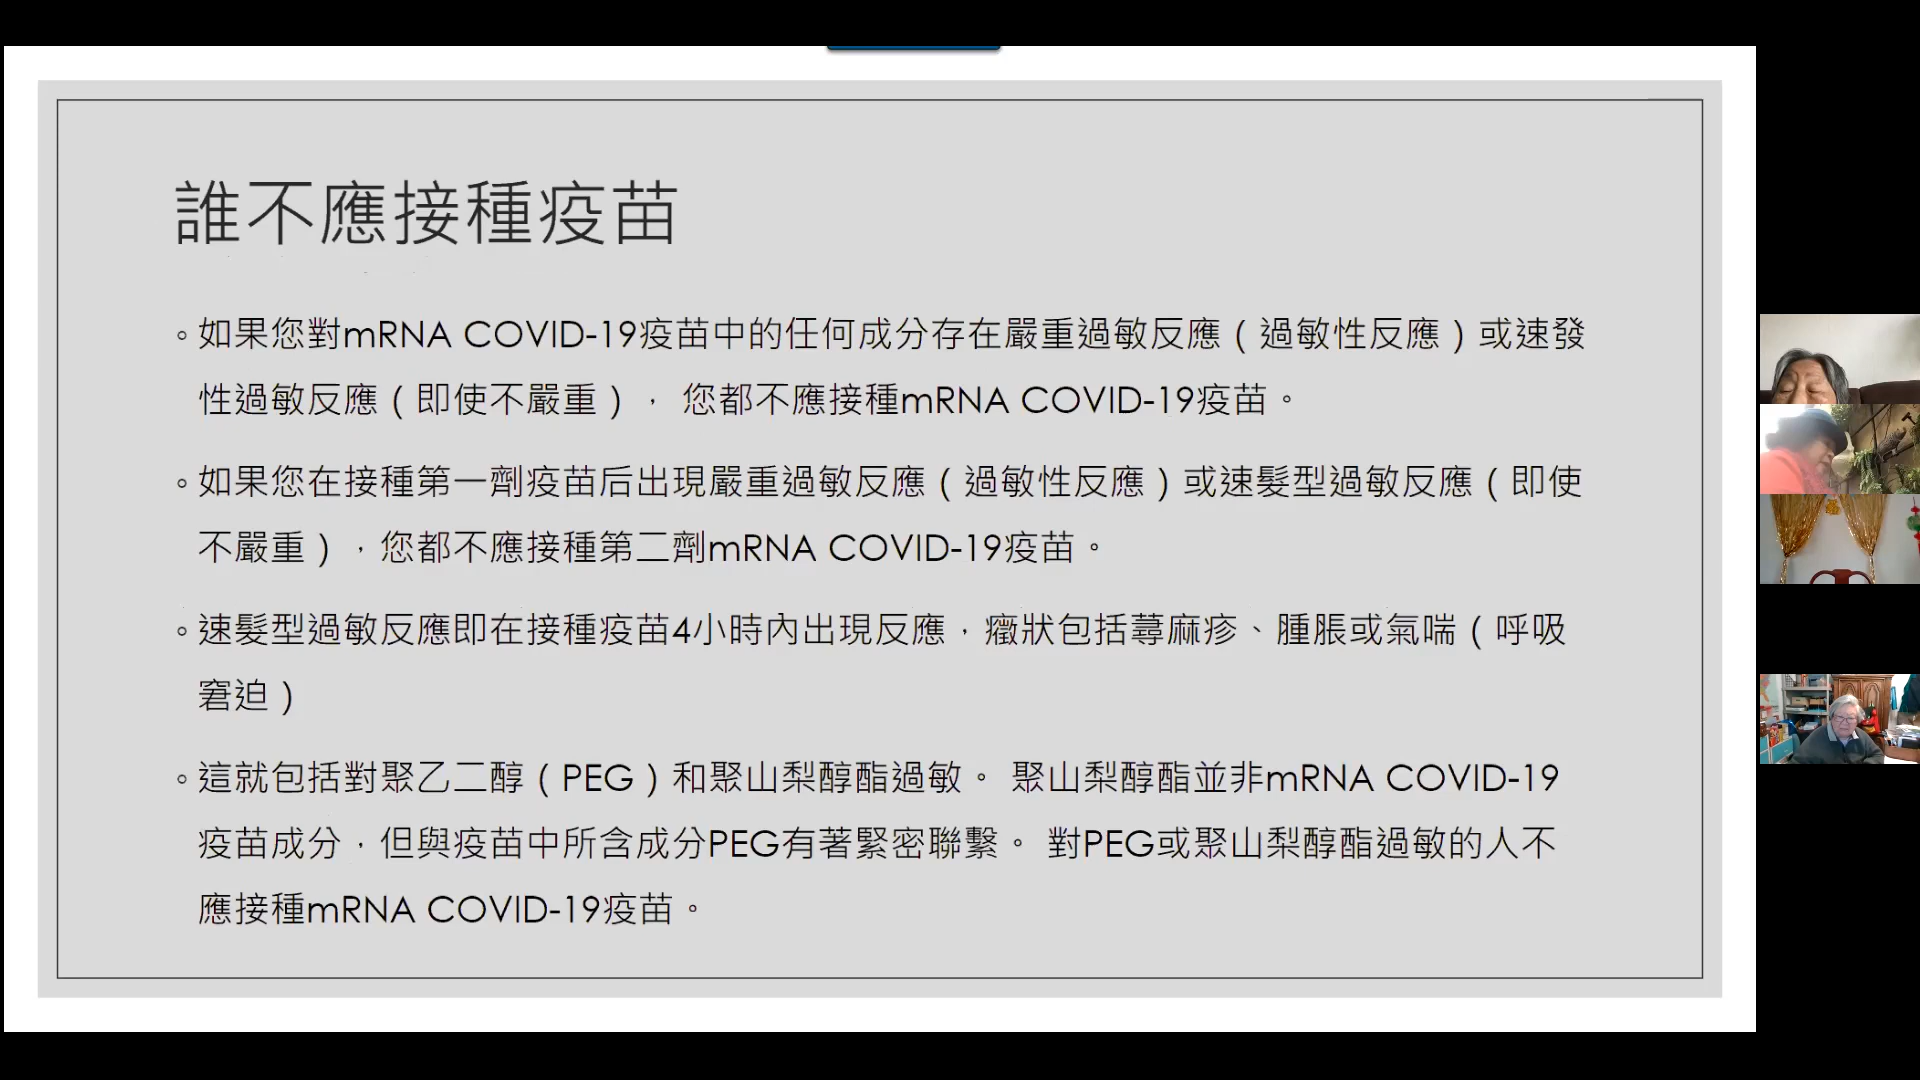 誰不應接種疫苗
◦ 如果您對mRNA COVID-19疫苗中的任何成分存在嚴重過敏反應（過敏性反應）或速發
性過敏反應（即使不嚴重），您都不應接種mRNA COVID-19疫苗。
◦ 如果您在接種第一劑疫苗后出現嚴重過敏反應（過敏性反應）或速髮型過敏反應（即使
不嚴重），您都不應接種第二劑mRNA COVID-19疫苗。
◦ 速髮型過敏反應即在接種疫苗4小時內出現反應，癥狀包括蕁麻疹、腫脹或氣喘（呼吸
窘迫）
◦ 這就包括對聚乙二醇（PEG）和聚山梨醇酯過敏。 聚山梨醇酯並非mRNA COVID-19
疫苗成分，但與疫苗中所含成分PEG有著緊密聯繫。 對PEG或聚山梨醇酯過敏的人不
應接種mRNA COVID-19疫苗。